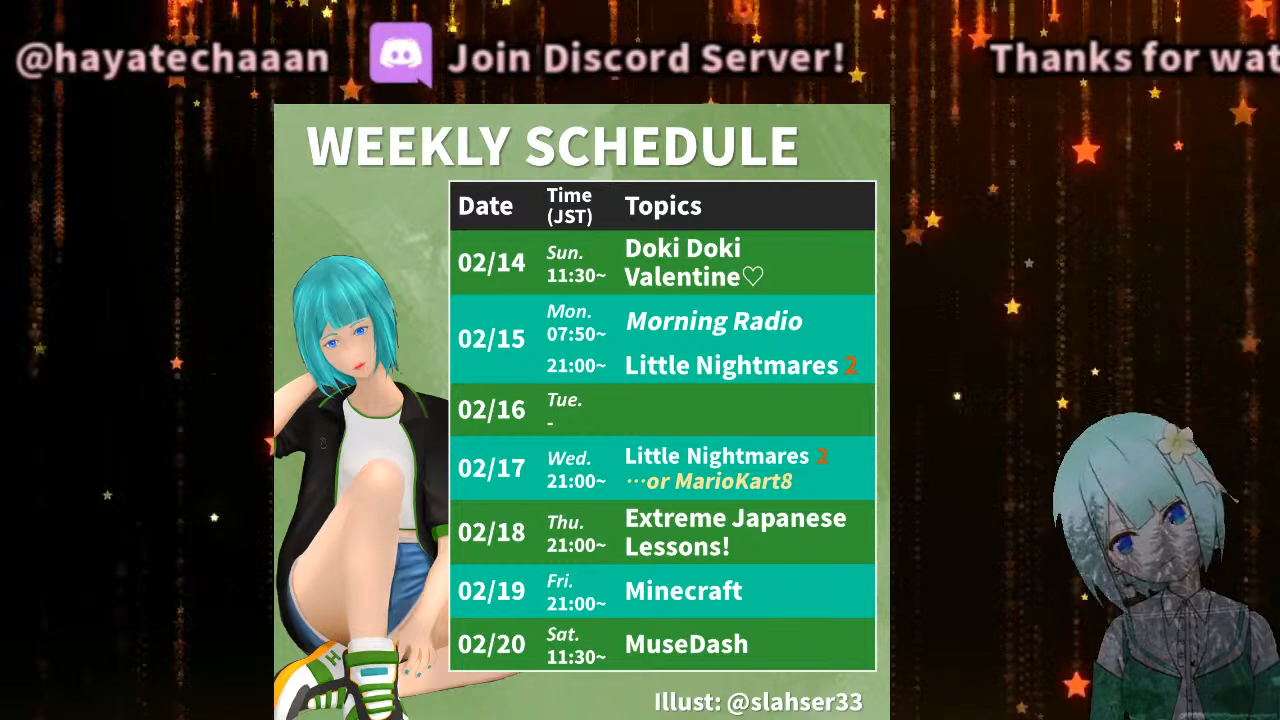 @hayatechaaan Join Discord Server! Thanks for wat
WEEKLY SCHEDULE
Date Time (JST) Topics
02/14 Sun. 11:30~ Doki Doki Valentine♡
02/15 Mon. 07:50~ Morning Radio
21:00~ Little Nightmares 2
02/16 Tue. -
02/17 Wed. 21:00~ Little Nightmares 2
…or MarioKart8
02/18 Thu. 21:00~ Extreme Japanese Lessons!
02/19 Fri. 21:00~ Minecraft
02/20 Sat. 11:30~ MuseDash
Illust: @slahser33